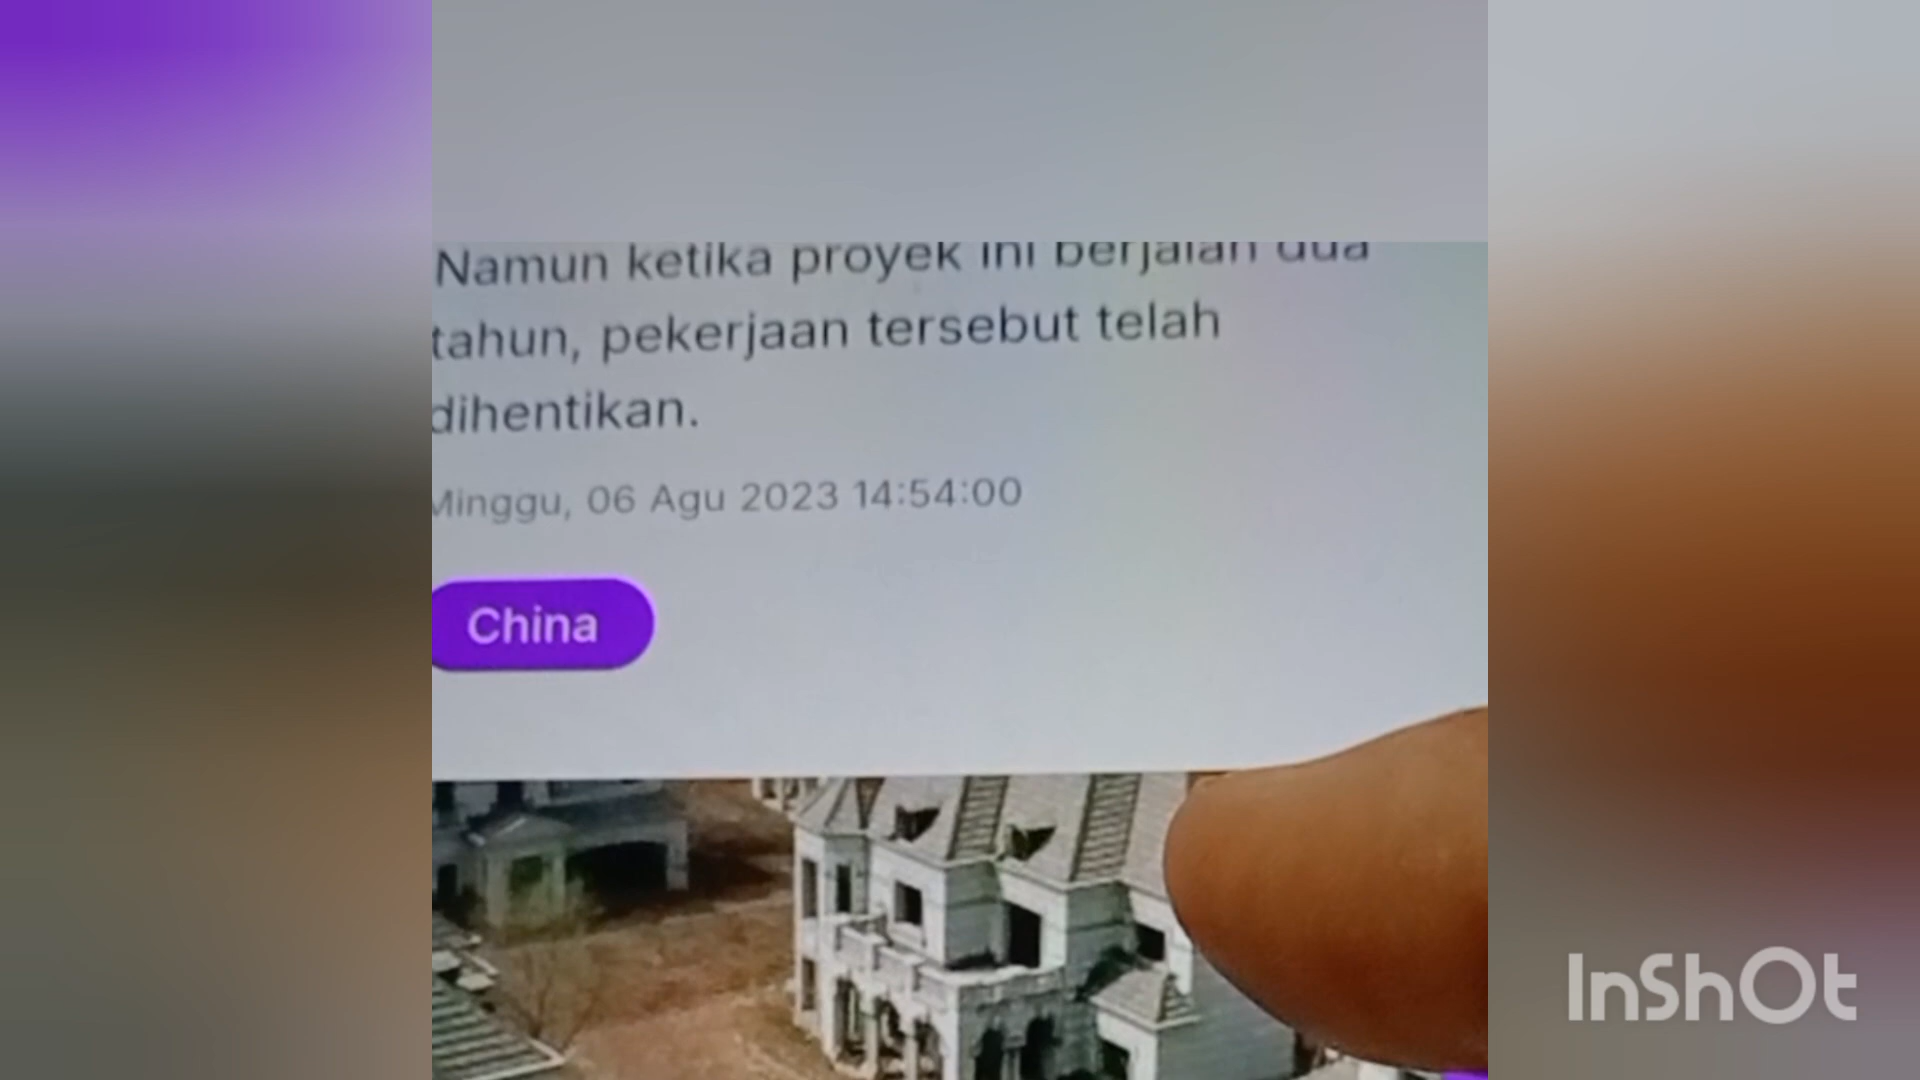 Namun ketika proyek ini berjalan dua
tahun, pekerjaan tersebut telah
dihentikan.
Minggu, 06 Agu 2023 14:54:00
China
InShOt